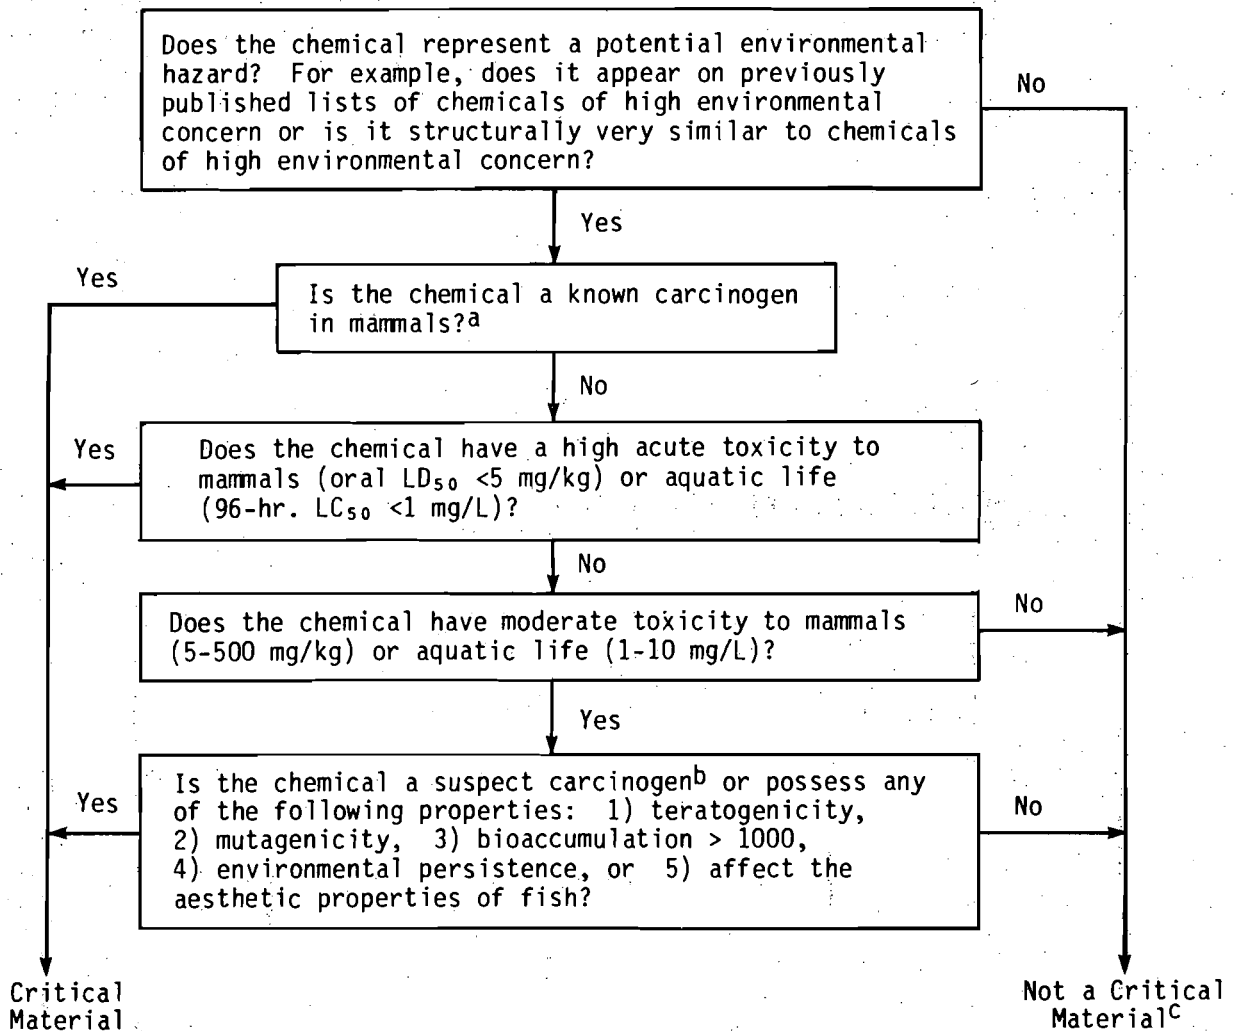 Does the chemical represent a potential environmental
hazard? For example, does it appear on previously
published lists of chemicals of high environmental
concern or is it structurally very similar to chemicals
of high environmental concern?
No
Yes
Yes
Is the chemical a known carcinogen
in mammals?a
No
Yes
Does the chemical have a high acute toxicity to
mammals (oral LD50 <5 mg/kg) or aquatic life
(96-hr. LC50 <1 mg/L)?
No
Does the chemical have moderate toxicity to mammals
(5-500 mg/kg) or aquatic life (1-10 mg/L)?
No
Yes
Yes
Is the chemical a suspect carcinogenb or possess any
of the following properties: 1) teratogenicity,
2) mutagenicity, 3) bioaccumulation > 1000,
4) environmental persistence, or 5) affect the
aesthetic properties of fish?
No
Critical
Material
Not a Critical
Materialc